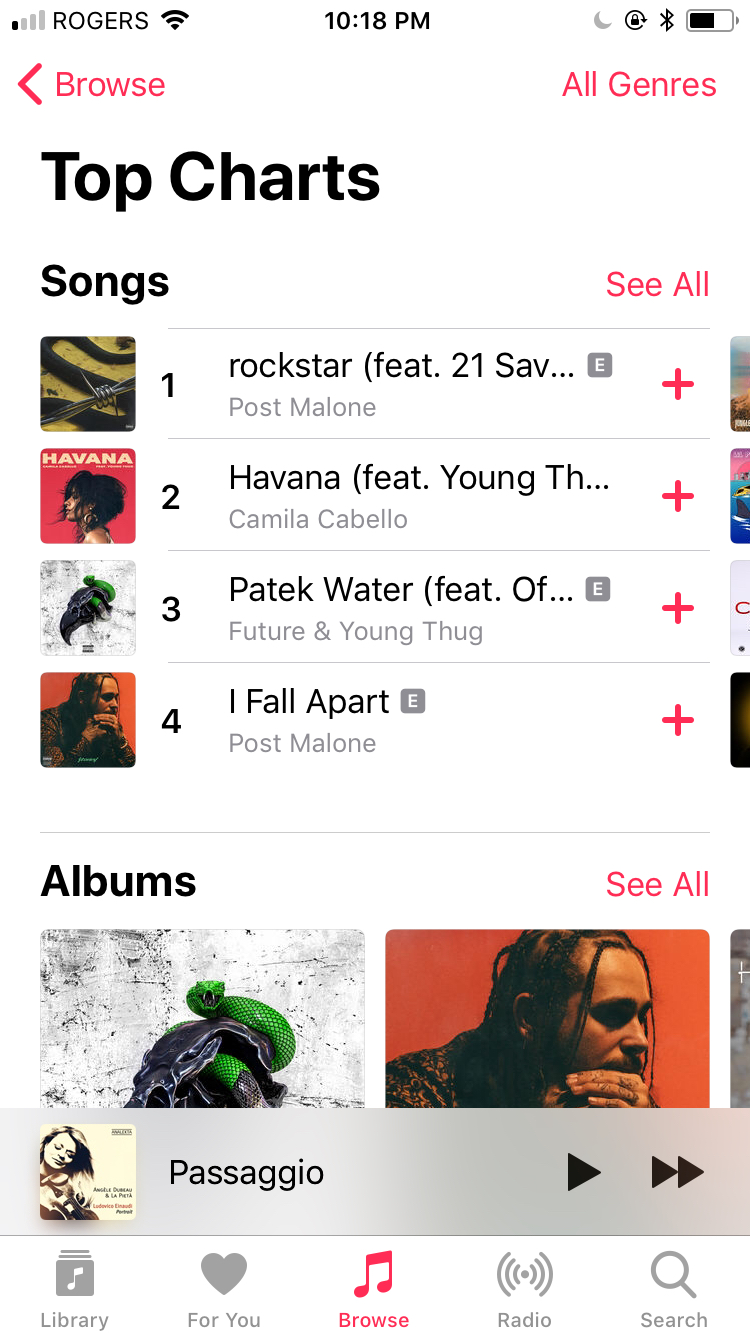 ROGERS 10:18 PM
Browse All Genres
Top Charts
Songs See All
1 rockstar (feat. 21 Sav... E
Post Malone
HAVANA
CAMILA CABELLO FEAT. YOUNG THUG
2 Havana (feat. Young Th...
Camila Cabello
3 Patek Water (feat. Of... E
Future & Young Thug
4 I Fall Apart E
Post Malone
Albums See All
ANALEKTA
ANGÈLE DUBEAU
& LA PIETÀ
Ludovico Einaudi
Portrait
Passaggio
Library For You Browse Radio Search